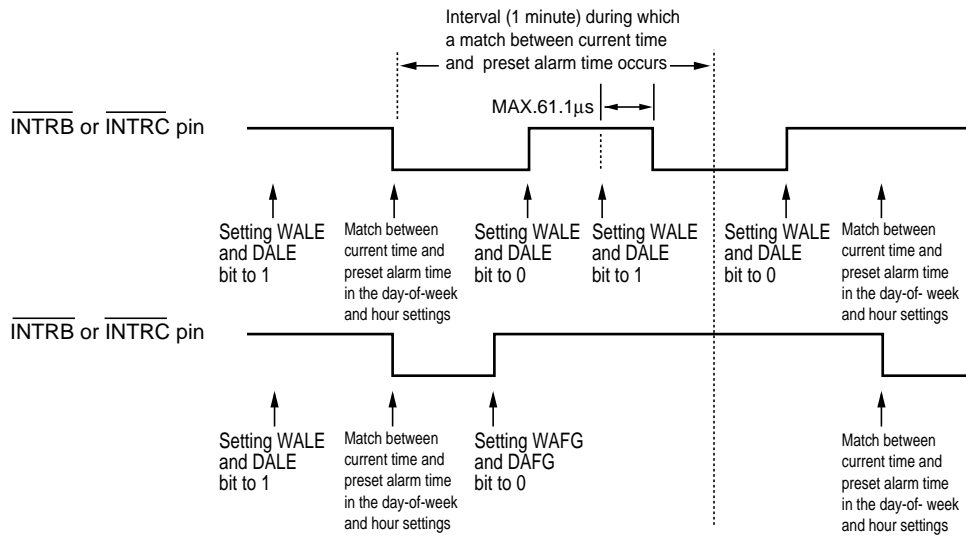 Interval (1 minute) during which
a match between current time
and preset alarm time occurs
MAX.61.1μs
INTRB or INTRC pin
Setting WALE
and DALE
bit to 1
Match between
current time and
preset alarm time
in the day-of-week
and hour settings
Setting WALE
and DALE
bit to 0
Setting WALE
and DALE
bit to 1
Setting WALE
and DALE
bit to 0
Match between
current time and
preset alarm time
in the day-of- week
and hour settings
INTRB or INTRC pin
Setting WALE
and DALE
bit to 1
Match between
current time and
preset alarm time
in the day-of-week
and hour settings
Setting WAFG
and DAFG
bit to 0
Match between
current time and
preset alarm time
in the day-of- week
and hour settings